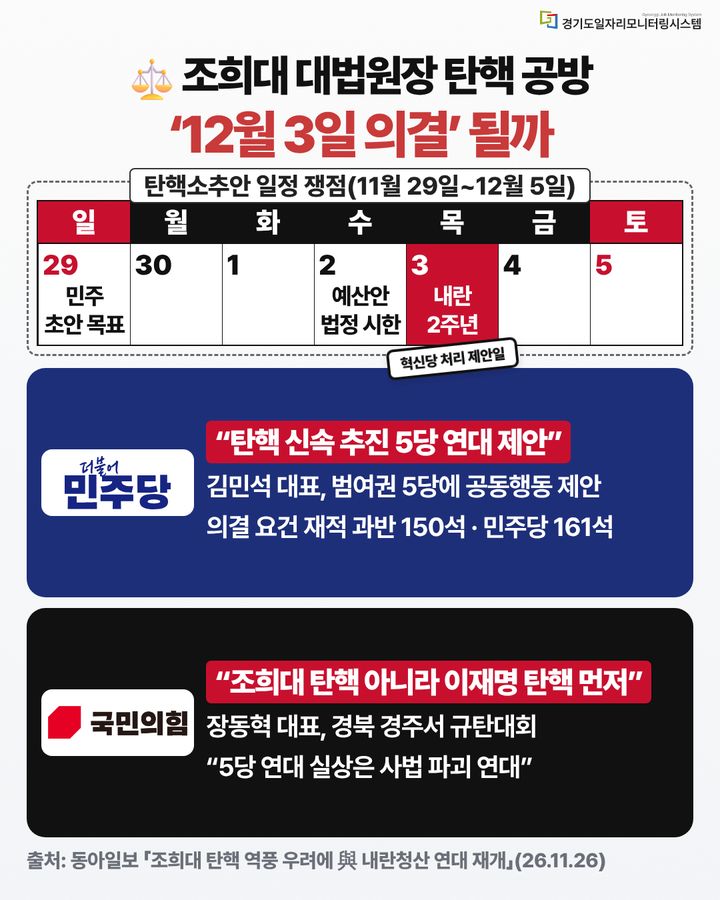 경기도일자리모니터링시스템
조희대 대법원장 탄핵 공방
‘12월 3일 의결’ 될까
탄핵소추안 일정 쟁점(11월 29일~12월 5일)
일 월 화 수 목 금 토
29 30 1 2 3 4 5
민주 예산안 내란
초안 목표 법정 시한 2주년
혁신당 처리 제안일
“탄핵 신속 추진 5당 연대 제안”
더불어
민주당
김민석 대표, 범여권 5당에 공동행동 제안
의결 요건 재적 과반 150석 · 민주당 161석
“조희대 탄핵 아니라 이재명 탄핵 먼저”
국민의힘
장동혁 대표, 경북 경주서 규탄대회
“5당 연대 실상은 사법 파괴 연대”
출처: 동아일보 「조희대 탄핵 역풍 우려에 與 내란청산 연대 재개」(26.11.26)